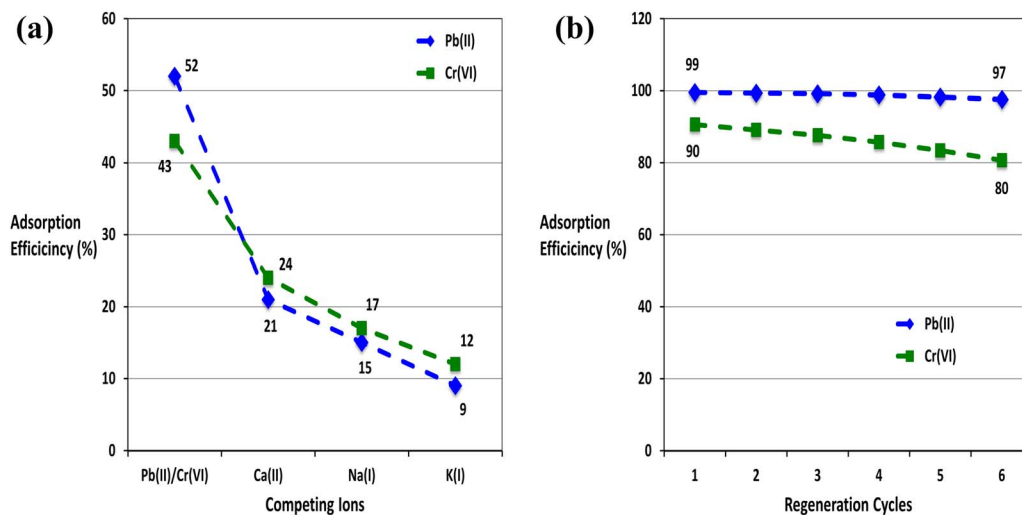 (a)
60
50
40
30
20
10
0
Adsorption
Efficicincy (%)
Pb(II)
Cr(VI)
52
43
24
21
17
15
12
9
Pb(II)/Cr(VI) Ca(II) Na(I) K(I)
Competing Ions
(b)
120
100
80
60
40
20
0
Adsorption
Efficicincy (%)
99
97
90
80
Pb(II)
Cr(VI)
1 2 3 4 5 6
Regeneration Cycles